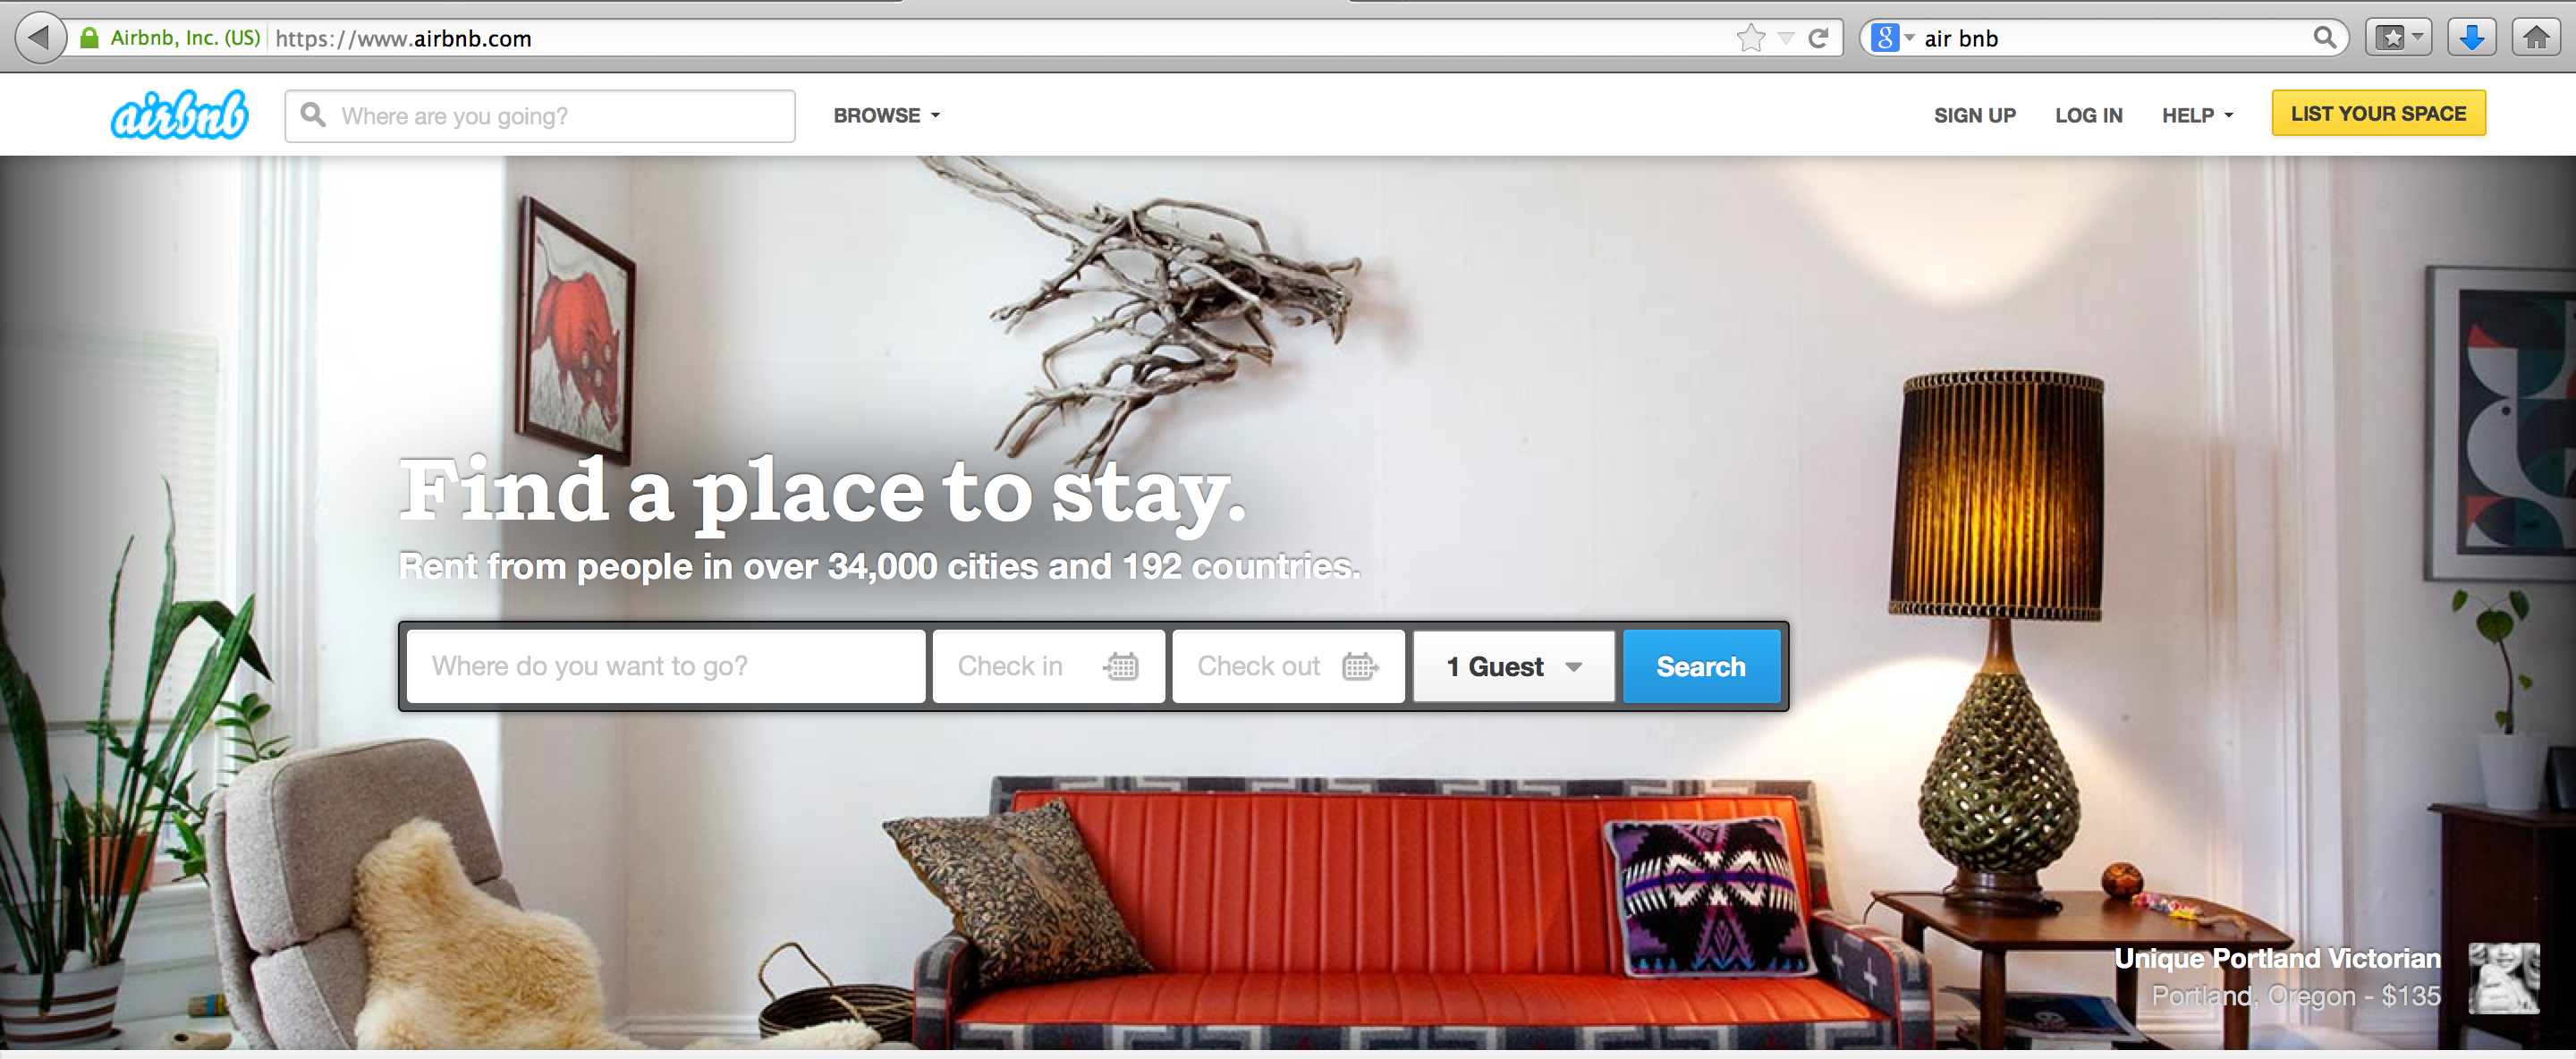 Airbnb, Inc. (US) https://www.airbnb.com
g air bnb
airbnb Where are you going? BROWSE SIGN UP LOG IN HELP LIST YOUR SPACE
Find a place to stay.
Rent from people in over 34,000 cities and 192 countries.
Where do you want to go? Check in Check out 1 Guest Search
Unique Portland Victorian
Portland, Oregon - $135